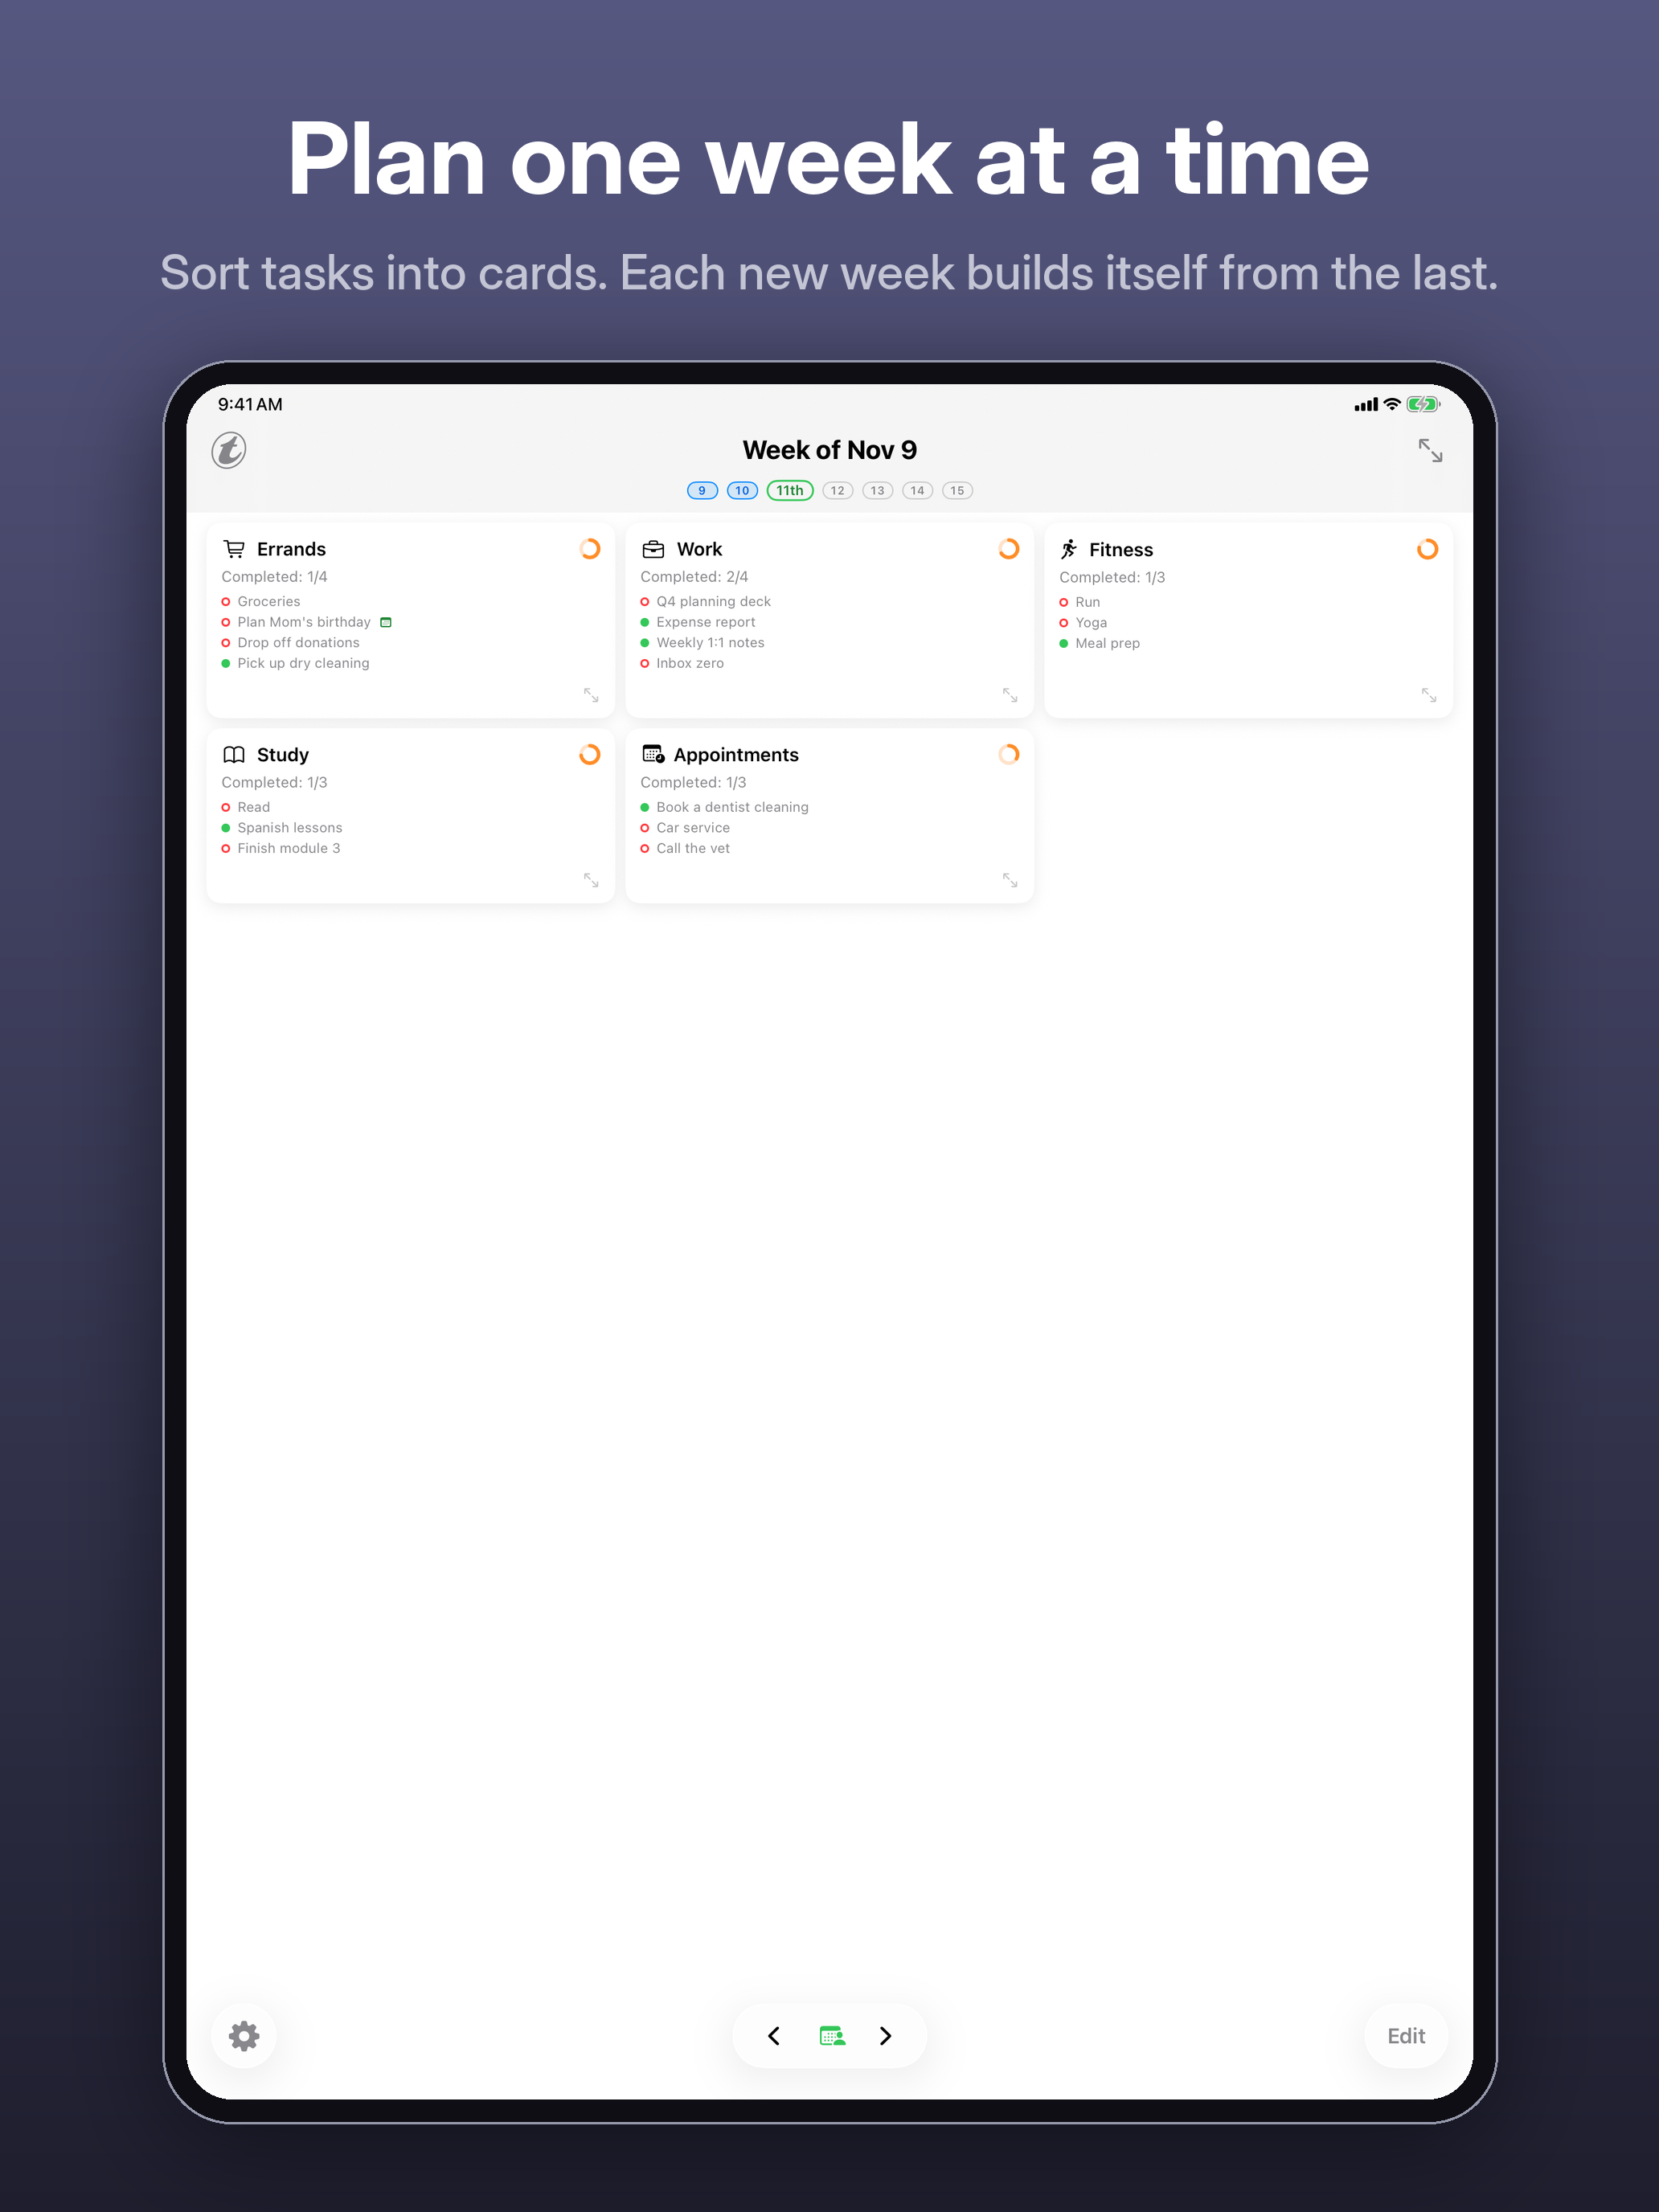 Plan one week at a time
Sort tasks into cards. Each new week builds itself from the last.
9:41 AM
t
Week of Nov 9
9 10 11th 12 13 14 15
Errands
Completed: 1/4
Groceries
Plan Mom's birthday
Drop off donations
Pick up dry cleaning
Work
Completed: 2/4
Q4 planning deck
Expense report
Weekly 1:1 notes
Inbox zero
Fitness
Completed: 1/3
Run
Yoga
Meal prep
Study
Completed: 1/3
Read
Spanish lessons
Finish module 3
Appointments
Completed: 1/3
Book a dentist cleaning
Car service
Call the vet
Edit